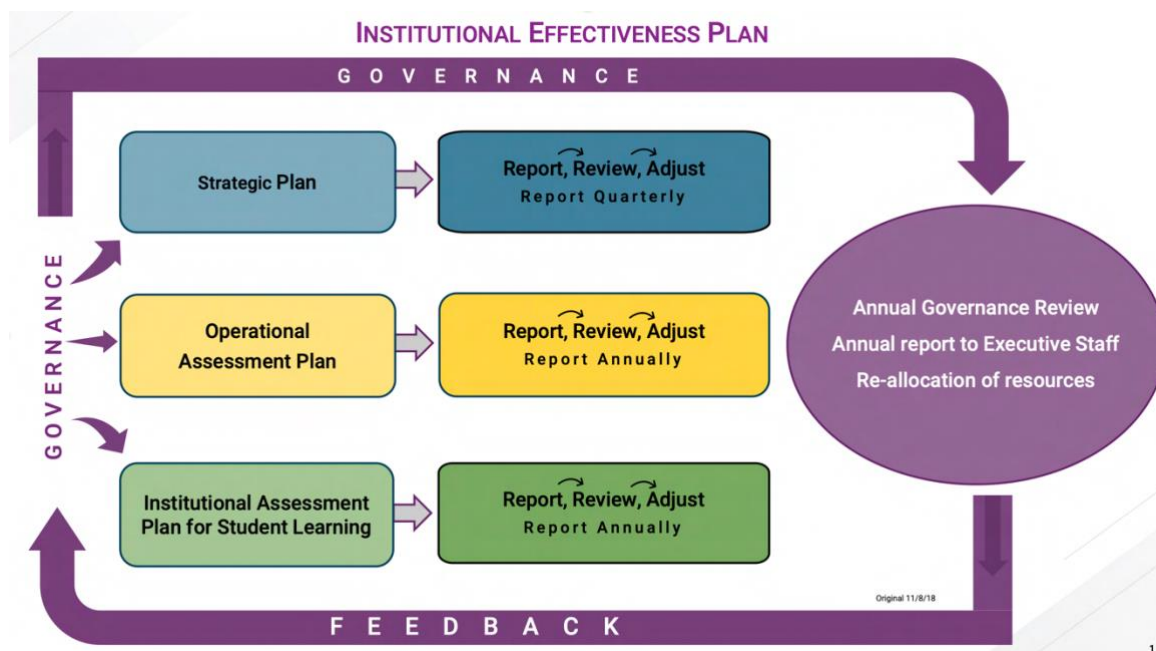 INSTITUTIONAL EFFECTIVENESS PLAN
GOVERNANCE
Strategic Plan
Report, Review, Adjust
Report Quarterly
GOVERNANCE
Operational
Assessment Plan
Report, Review, Adjust
Report Annually
Annual Governance Review
Annual report to Executive Staff
Re-allocation of resources
Institutional Assessment
Plan for Student Learning
Report, Review, Adjust
Report Annually
Original 11/8/18
FEEDBACK
1